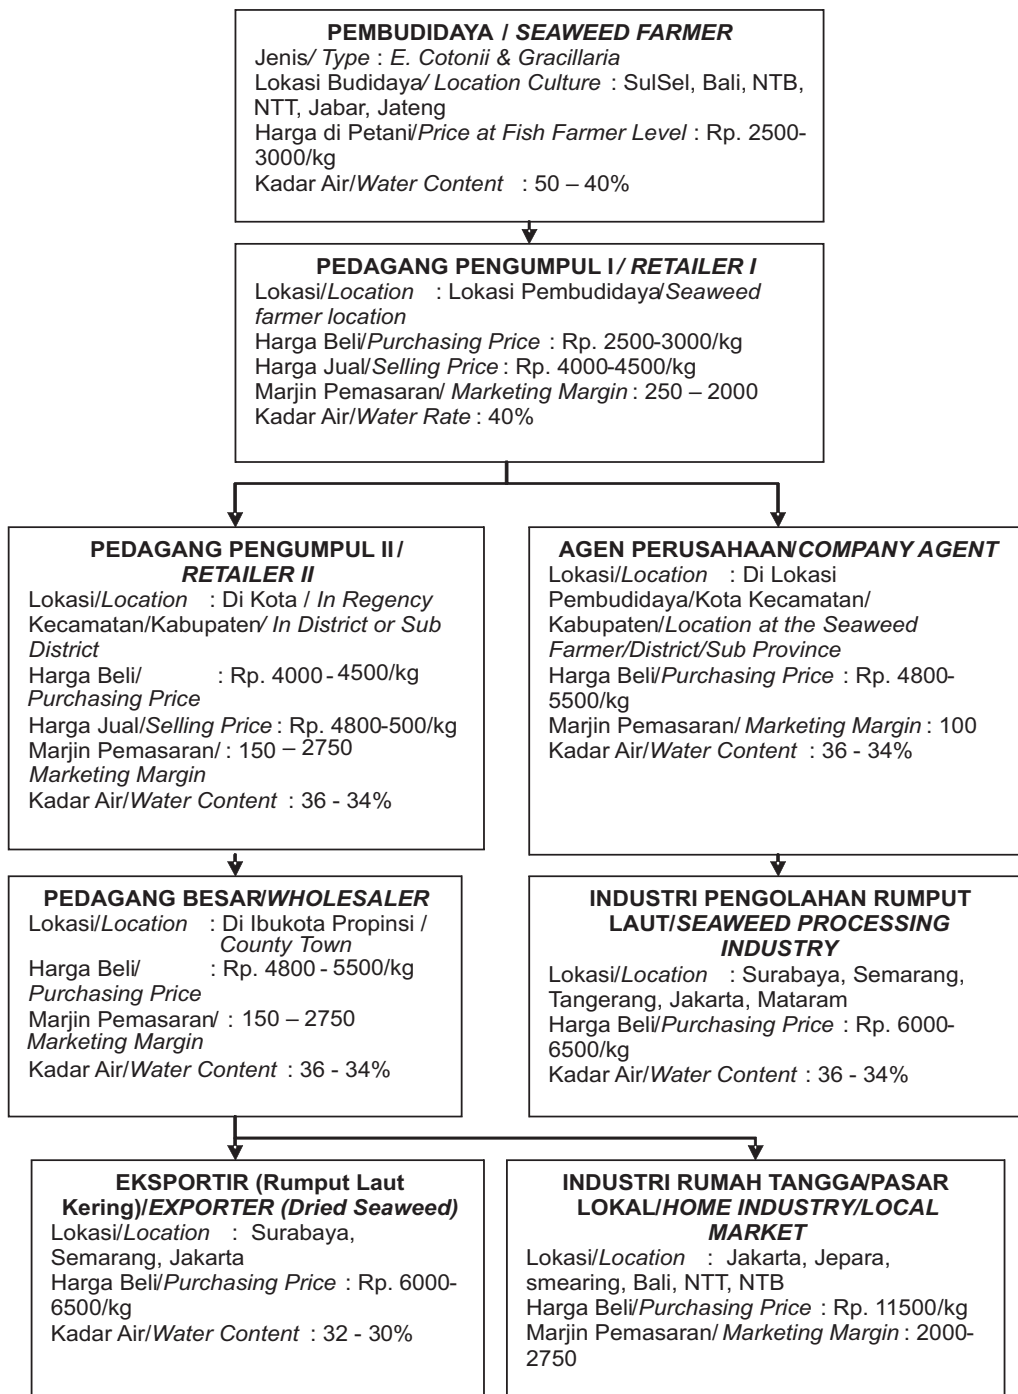 PEMBUDIDAYA / SEAWEED FARMER
Jenis/ Type : E. Cotonii & Gracillaria
Lokasi Budidaya/ Location Culture : SulSel, Bali, NTB,
NTT, Jabar, Jateng
Harga di Petani/Price at Fish Farmer Level : Rp. 2500-
3000/kg
Kadar Air/Water Content : 50 – 40%
PEDAGANG PENGUMPUL I/ RETAILER I
Lokasi/Location : Lokasi Pembudidaya/Seaweed
farmer location
Harga Beli/Purchasing Price : Rp. 2500-3000/kg
Harga Jual/Selling Price : Rp. 4000-4500/kg
Marjin Pemasaran/ Marketing Margin : 250 – 2000
Kadar Air/Water Rate : 40%
PEDAGANG PENGUMPUL II/
RETAILER II
Lokasi/Location : Di Kota / In Regency
Kecamatan/Kabupaten/ In District or Sub
District
Harga Beli/ : Rp. 4000 - 4500/kg
Purchasing Price
Harga Jual/Selling Price : Rp. 4800-500/kg
Marjin Pemasaran/ : 150 – 2750
Marketing Margin
Kadar Air/Water Content : 36 - 34%
AGEN PERUSAHAAN/COMPANY AGENT
Lokasi/Location : Di Lokasi
Pembudidaya/Kota Kecamatan/
Kabupaten/Location at the Seaweed
Farmer/District/Sub Province
Harga Beli/Purchasing Price : Rp. 4800-
5500/kg
Marjin Pemasaran/ Marketing Margin : 100
Kadar Air/Water Content : 36 - 34%
PEDAGANG BESAR/WHOLESALER
Lokasi/Location : Di Ibukota Propinsi /
County Town
Harga Beli/ : Rp. 4800 - 5500/kg
Purchasing Price
Marjin Pemasaran/ : 150 – 2750
Marketing Margin
Kadar Air/Water Content : 36 - 34%
INDUSTRI PENGOLAHAN RUMPUT
LAUT/SEAWEED PROCESSING
INDUSTRY
Lokasi/Location : Surabaya, Semarang,
Tangerang, Jakarta, Mataram
Harga Beli/Purchasing Price : Rp. 6000-
6500/kg
Kadar Air/Water Content : 36 - 34%
EKSPORTIR (Rumput Laut
Kering)/EXPORTER (Dried Seaweed)
Lokasi/Location : Surabaya,
Semarang, Jakarta
Harga Beli/Purchasing Price : Rp. 6000-
6500/kg
Kadar Air/Water Content : 32 - 30%
INDUSTRI RUMAH TANGGA/PASAR
LOKAL/HOME INDUSTRY/LOCAL
MARKET
Lokasi/Location : Jakarta, Jepara,
smearing, Bali, NTT, NTB
Harga Beli/Purchasing Price : Rp. 11500/kg
Marjin Pemasaran/ Marketing Margin : 2000-
2750